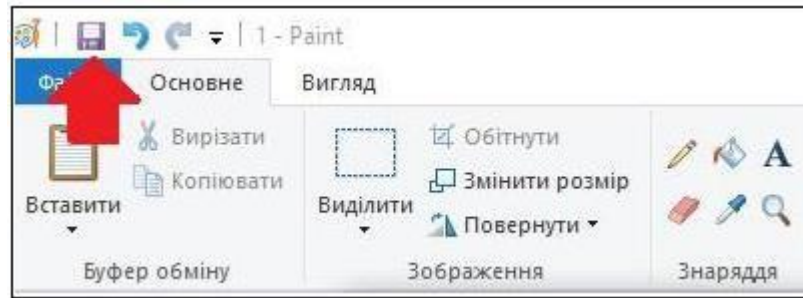 1 - Paint
Основне Вигляд
Вирізати
Копіювати
Вставити
Буфер обміну
Виділити
Обітнути
Змінити розмір
Повернути
Зображення
A
Знаряддя